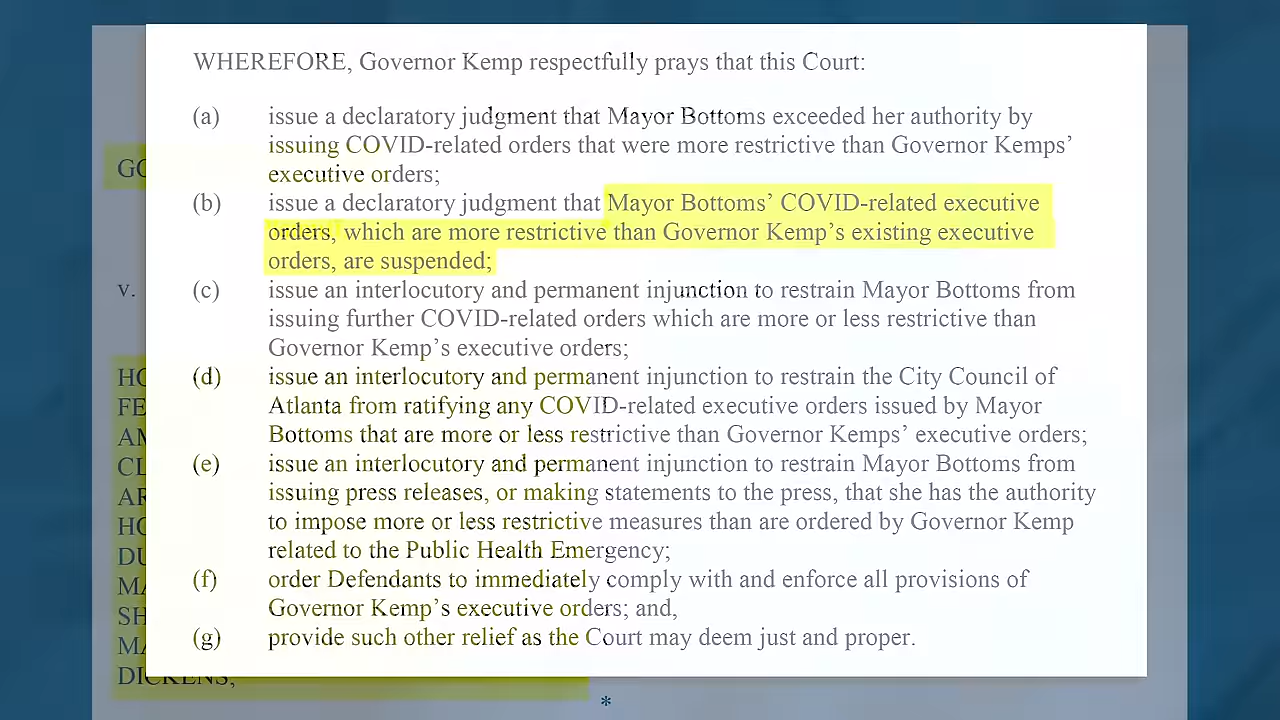 WHEREFORE, Governor Kemp respectfully prays that this Court:
(a) issue a declaratory judgment that Mayor Bottoms exceeded her authority by
issuing COVID-related orders that were more restrictive than Governor Kemps’
executive orders;
(b) issue a declaratory judgment that Mayor Bottoms’ COVID-related executive
orders, which are more restrictive than Governor Kemp’s existing executive
orders, are suspended;
(c) issue an interlocutory and permanent injunction to restrain Mayor Bottoms from
issuing further COVID-related orders which are more or less restrictive than
Governor Kemp’s executive orders;
(d) issue an interlocutory and permanent injunction to restrain the City Council of
Atlanta from ratifying any COVID-related executive orders issued by Mayor
Bottoms that are more or less restrictive than Governor Kemps’ executive orders;
(e) issue an interlocutory and permanent injunction to restrain Mayor Bottoms from
issuing press releases, or making statements to the press, that she has the authority
to impose more or less restrictive measures than are ordered by Governor Kemp
related to the Public Health Emergency;
(f) order Defendants to immediately comply with and enforce all provisions of
Governor Kemp’s executive orders; and,
(g) provide such other relief as the Court may deem just and proper.
v.
DICKENS,
*